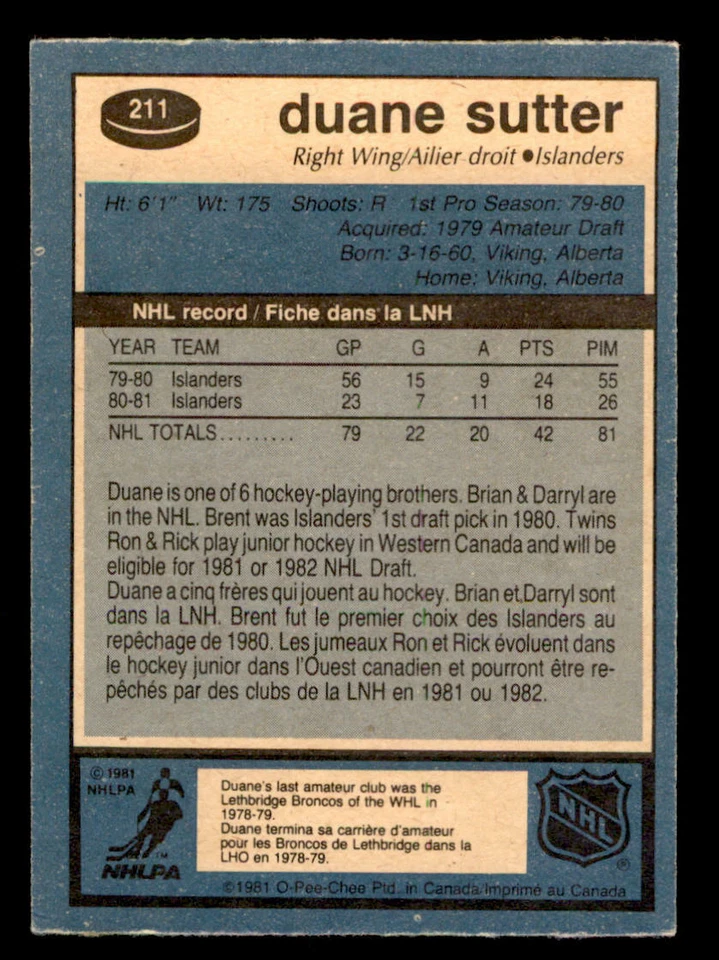 211
duane sutter
Right Wing/Ailier droit ●Islanders
Ht: 6'1" Wt: 175 Shoots: R 1st Pro Season: 79-80
Acquired: 1979 Amateur Draft
Born: 3-16-60, Viking, Alberta
Home: Viking, Alberta
NHL record / Fiche dans la LNH
YEAR TEAM GP G A PTS PIM
79-80 Islanders 56 15 9 24 55
80-81 Islanders 23 7 11 18 26
NHL TOTALS......... 79 22 20 42 81
Duane is one of 6 hockey-playing brothers. Brian & Darryl are
in the NHL. Brent was Islanders' 1st draft pick in 1980. Twins
Ron & Rick play junior hockey in Western Canada and will be
eligible for 1981 or 1982 NHL Draft.
Duane a cinq frères qui jouent au hockey. Brian et Darryl sont
dans la LNH. Brent fut le premier choix des Islanders au
repêchage de 1980. Les jumeaux Ron et Rick évoluent dans
le hockey junior dans l'Ouest canadien et pourront être re-
pêchés par des clubs de la LNH en 1981 ou 1982.
© 1981
NHLPA
TM
NHLPA
Duane's last amateur club was the
Lethbridge Broncos of the WHL in
1978-79.
Duane termina sa carrière d'amateur
pour les Broncos de Lethbridge dans la
LHO en 1978-79.
NHL
®
©1981 O-Pee-Chee Ptd. in Canada/Imprimé au Canada